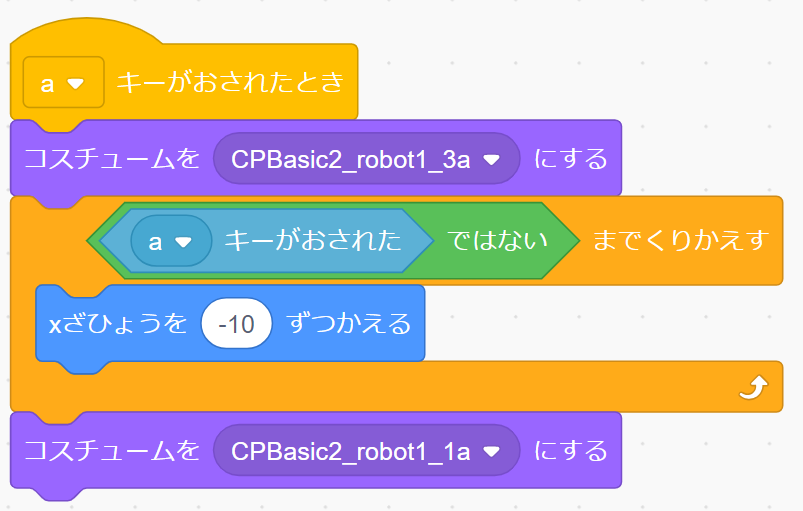 a キーがおされたとき
コスチュームを CPBasic2_robot1_3a にする
a キーがおされた ではない までくりかえす
xざひょうを -10 ずつかえる
コスチュームを CPBasic2_robot1_1a にする